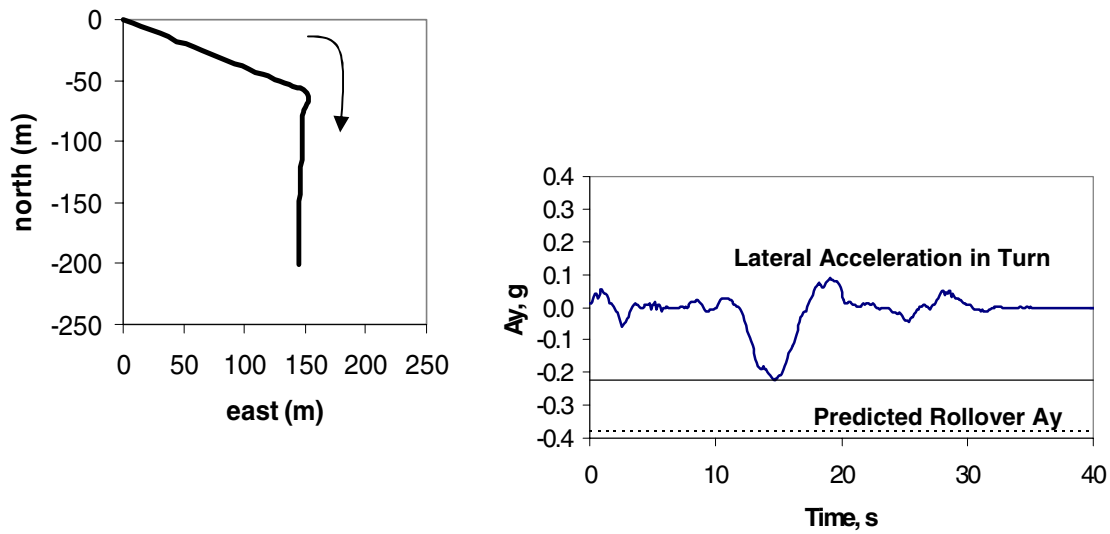 0
-50
-100
-150
-200
-250
north (m)
0 50 100 150 200 250
east (m)
0.4
0.3
0.2
0.1
0.0
-0.1
-0.2
-0.3
-0.4
Ay, g
Lateral Acceleration in Turn
Predicted Rollover Ay
0 10 20 30 40
Time, s